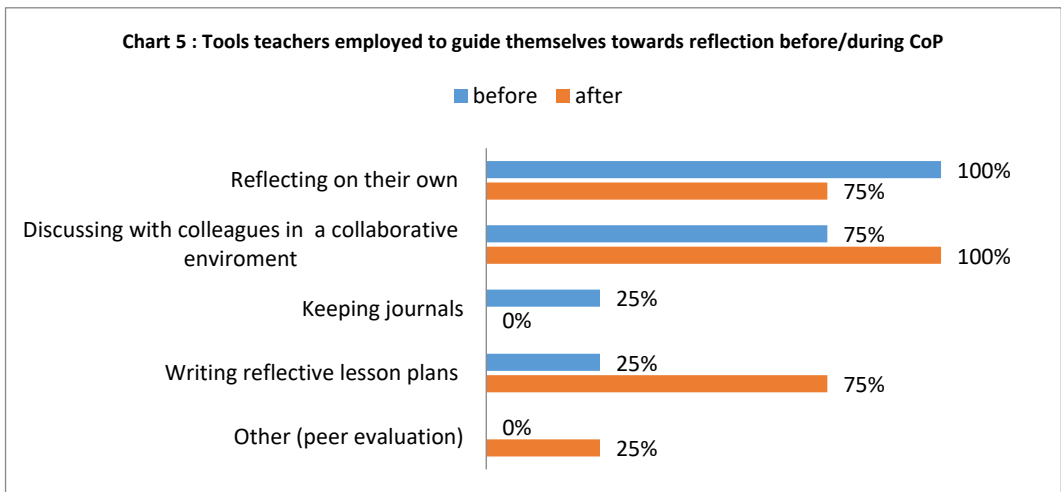 Chart 5 : Tools teachers employed to guide themselves towards reflection before/during CoP
before after
Reflecting on their own
100%
75%
Discussing with colleagues in a collaborative
enviroment
75%
100%
Keeping journals
25%
0%
Writing reflective lesson plans
25%
75%
Other (peer evaluation)
0%
25%